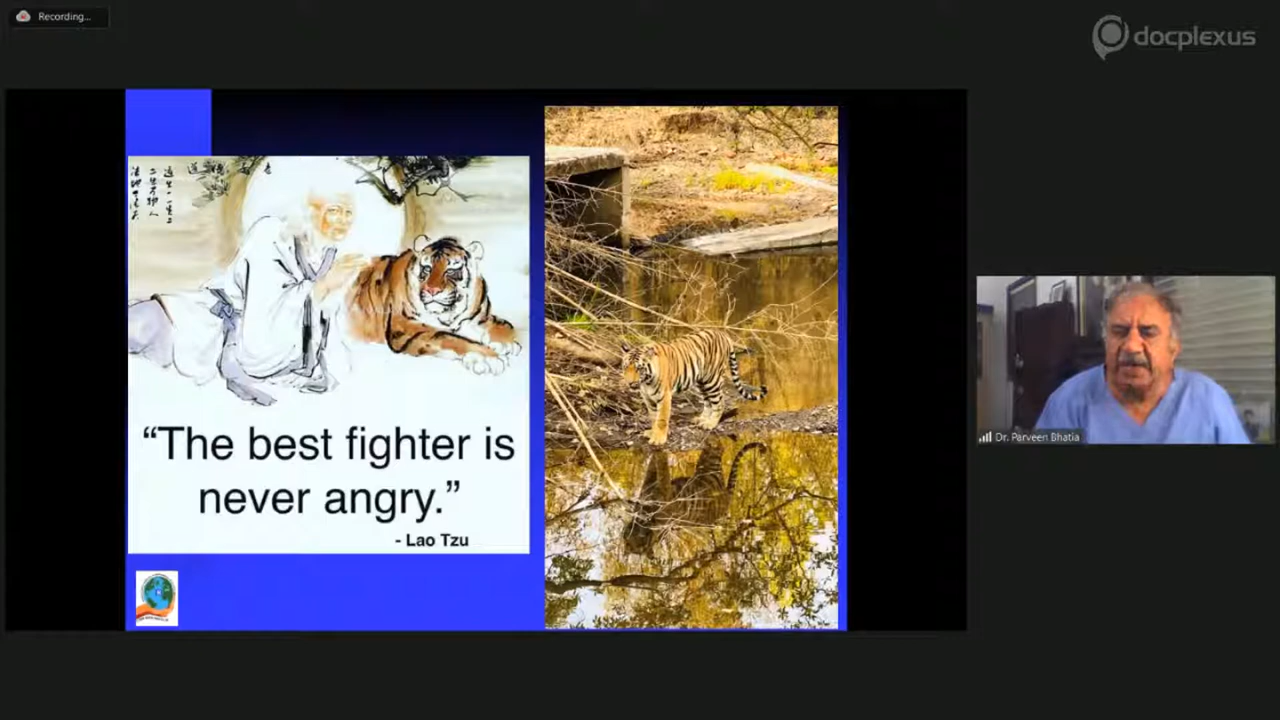 Recording...
docplexus
“The best fighter is
never angry.”
- Lao Tzu
Dr. Parveen Bhatia